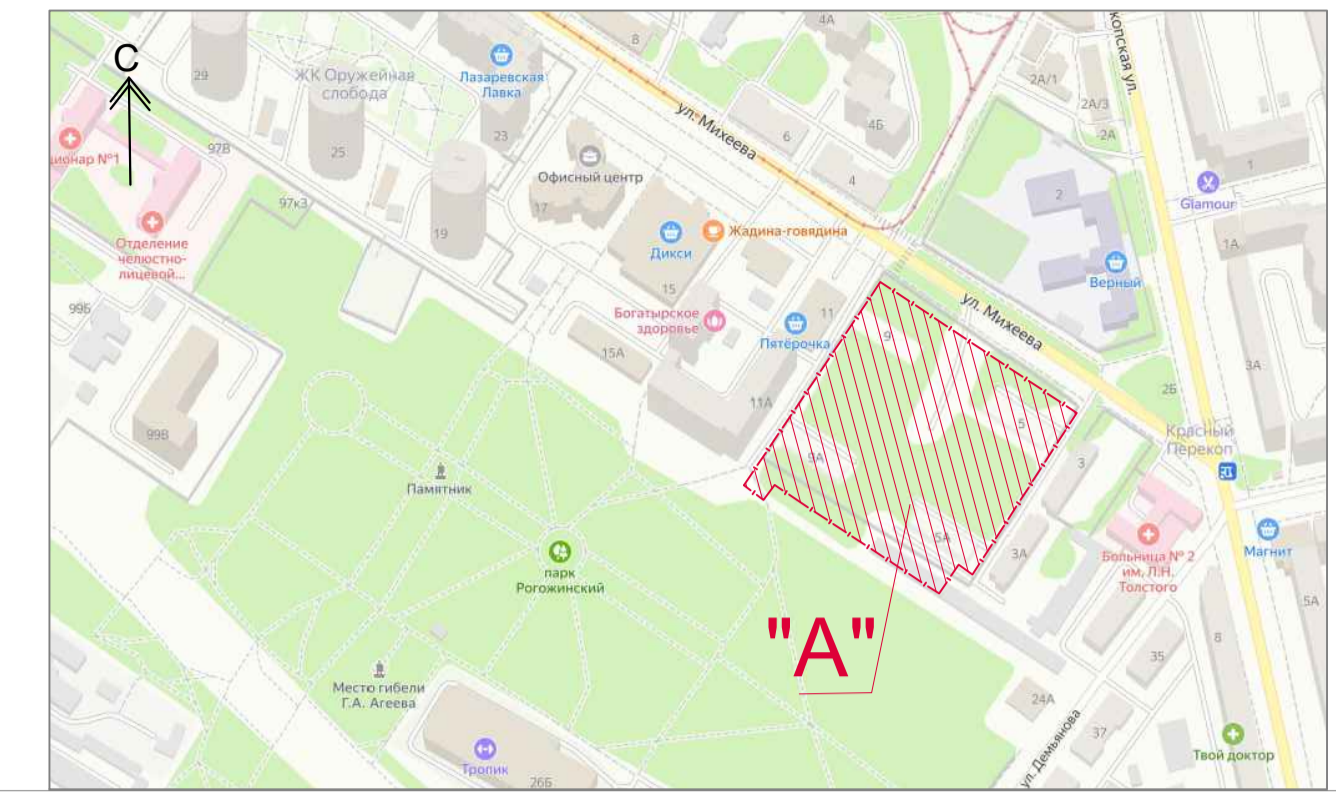 4А
8
копская ул.
С
29
ЖК Оружейная
слобода
Лазаревская
Лавка
23
2А/1
2А/3
2А
ул. Михеева
6
4Б
25
97В
ционар №1
Офисный центр
17
4
2
1
Glamour
97к3
19
Отделение
челюстно-
лицевой...
Дикси
Жадина-говядина
1А
Верный
15
99Б
Богатырское
здоровье
11
Пятёрочка
9
ул. Михеева
15А
3А
2Б
11А
5
Красный
Перекоп
99В
9А
3
Памятник
5А
3А
Больница № 2
им. Л.Н.
Толстого
Магнит
парк
Рогожинский
5А
"А"
8
35
Место гибели
Г.А. Агеева
24А
37
ул. Демьянова
Твой доктор
Тропик
26Б